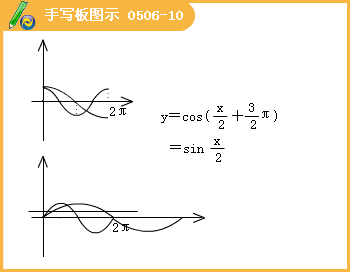 手写板图示 0506-10
2π
y=cos(x/2+3/2π)
=sin x/2
2π